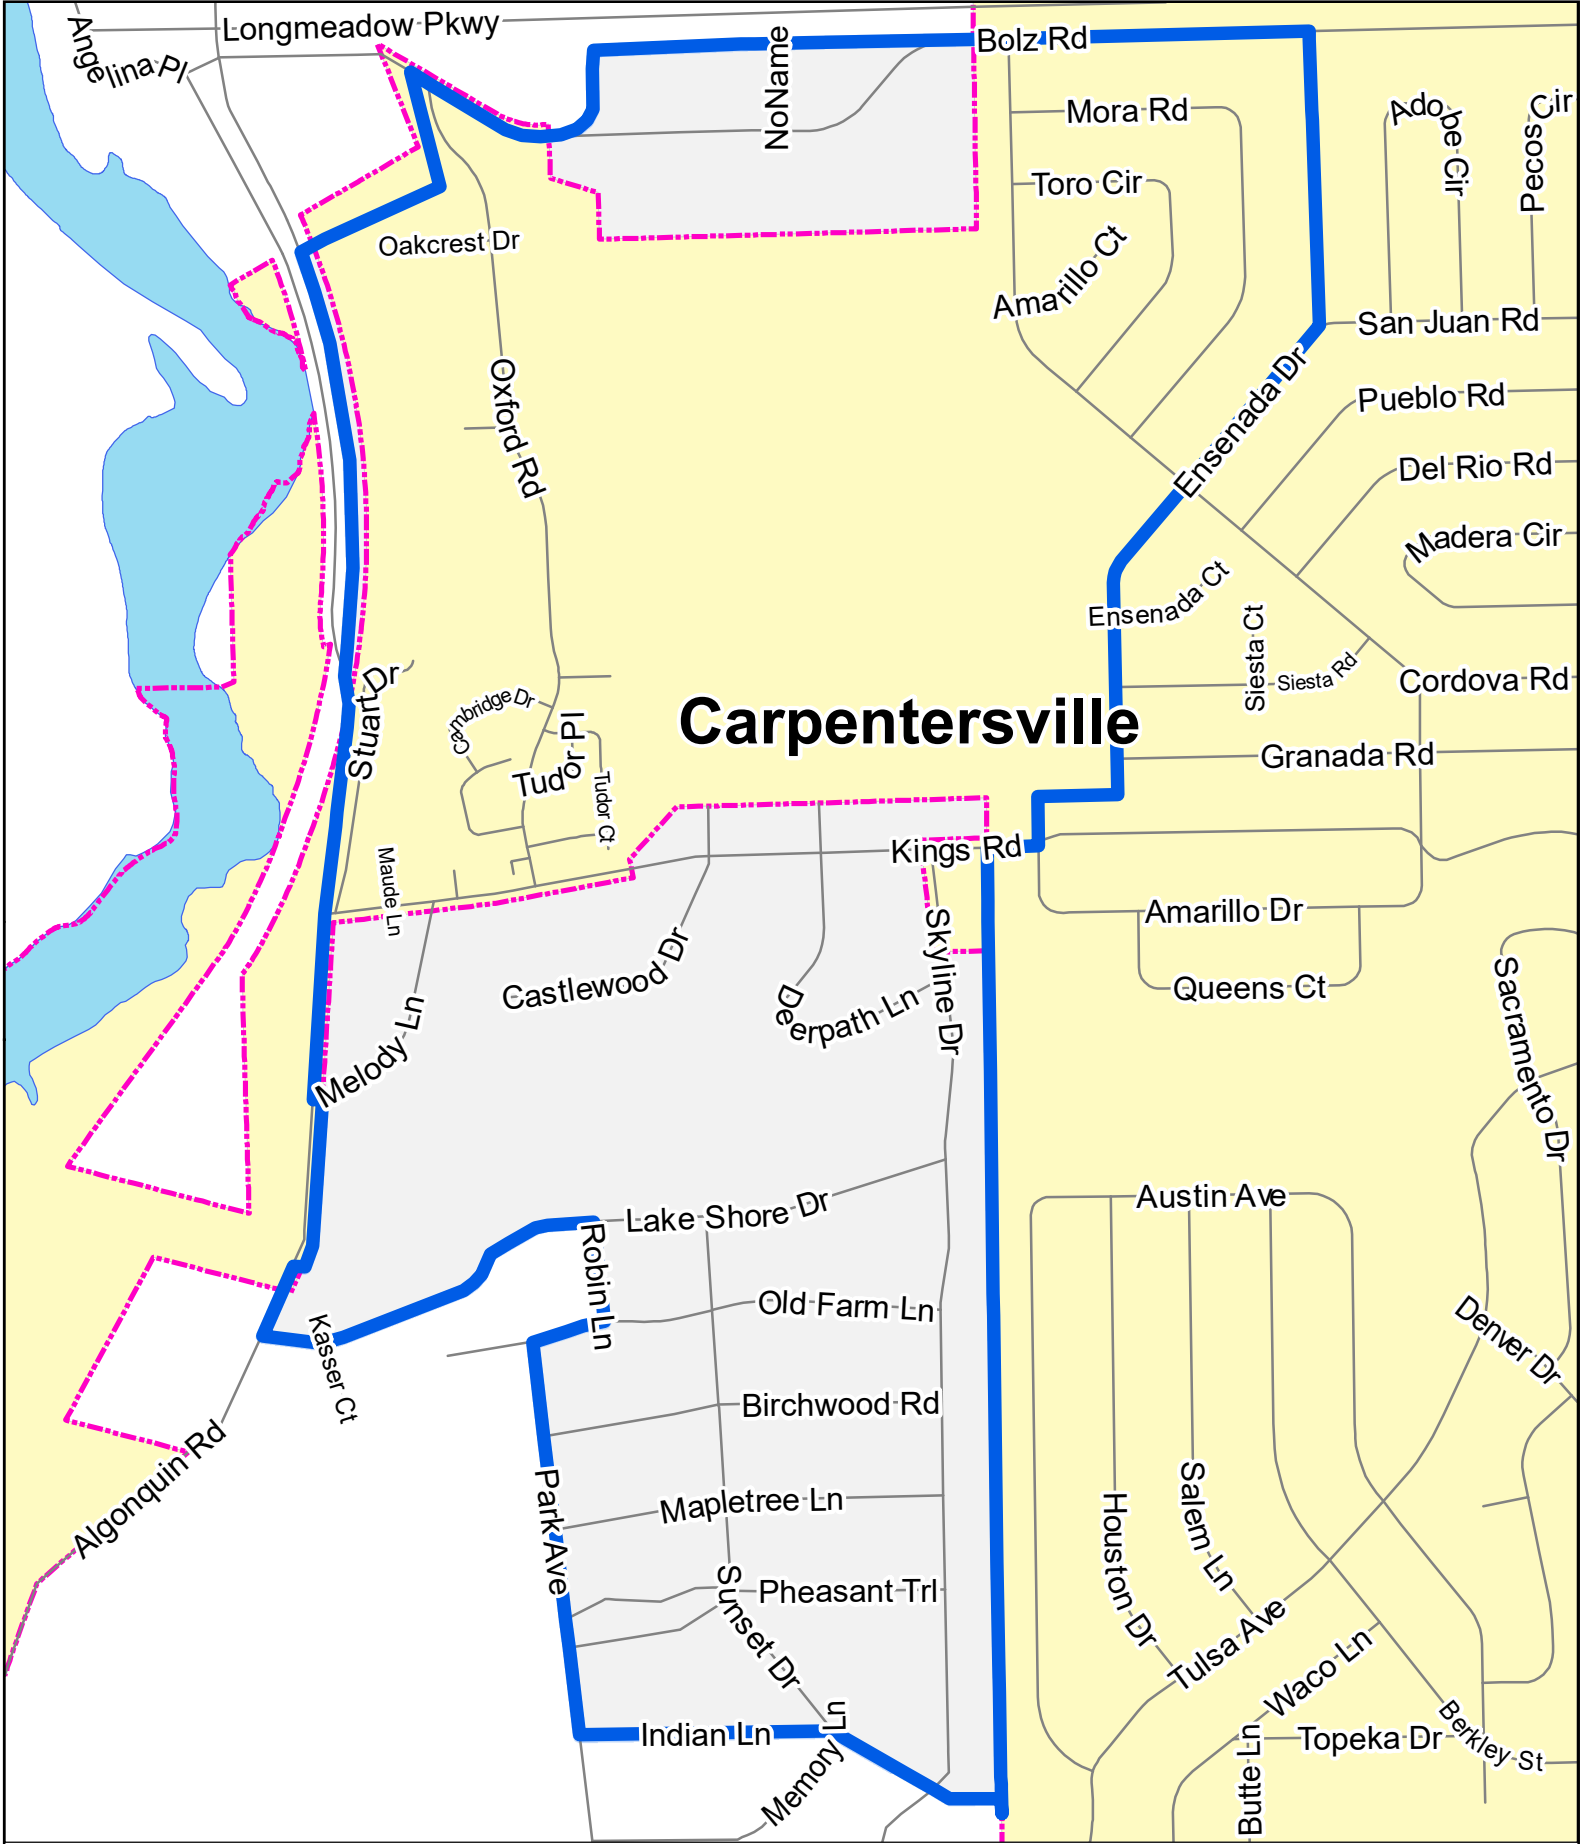 Longmeadow Pkwy
Angelina Pl
NoName
Bolz Rd
Mora Rd
Adobe Cir
Pecos Cir
Toro Cir
Oakcrest Dr
Amarillo Ct
San Juan Rd
Ensenada Dr
Pueblo Rd
Oxford Rd
Del Rio Rd
Madera Cir
Ensenada Ct
Siesta Ct
Siesta Rd
Cordova Rd
Stuart Dr
Cambridge Dr
Tudor Pl
Carpentersville
Granada Rd
Tudor Ct
Maude Ln
Kings Rd
Amarillo Dr
Skyline Dr
Castlewood Dr
Deerpath Ln
Queens Ct
Sacramento Dr
Melody Ln
Austin Ave
Lake Shore Dr
Robin Ln
Old Farm Ln
Denver Dr
Kasser Ct
Birchwood Rd
Algonquin Rd
Park Ave
Mapletree Ln
Houston Dr
Salem Ln
Sunset Dr
Pheasant Trl
Tulsa Ave
Waco Ln
Indian Ln
Memory Ln
Butte Ln
Topeka Dr
Berkley St